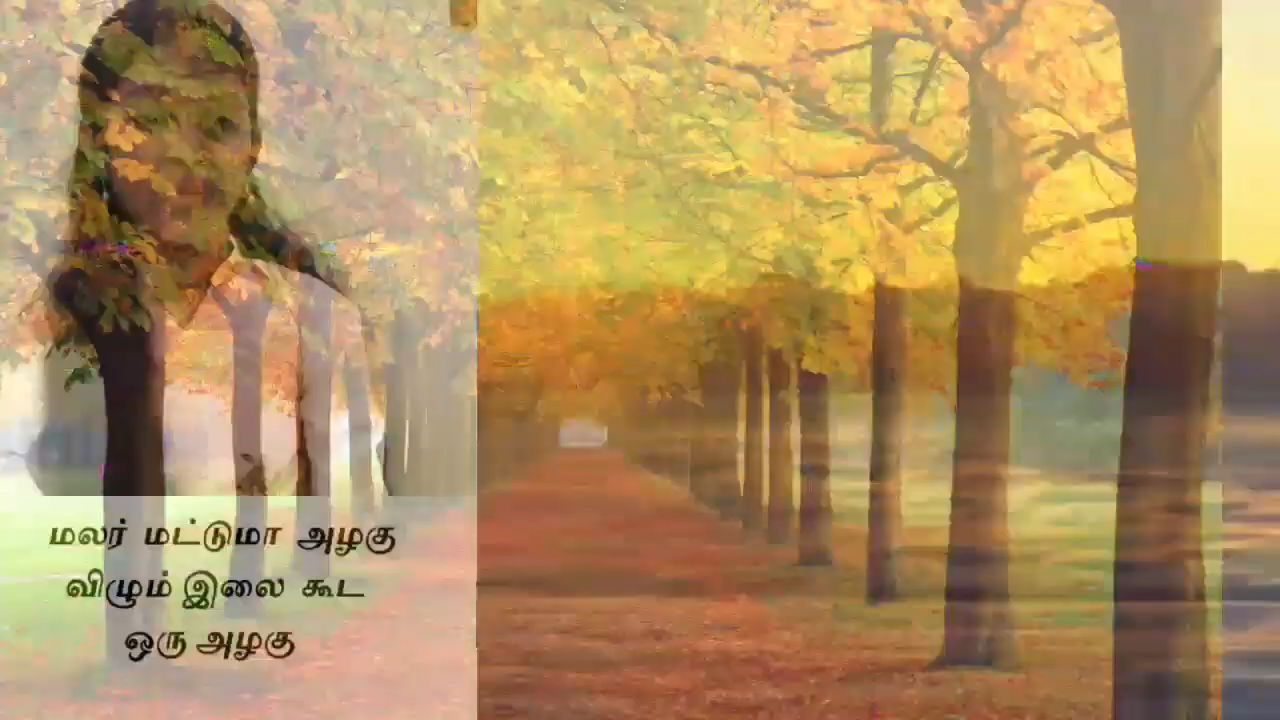 மலர் மட்டுமா அழகு
விழும் இலை கூட
ஒரு அழகு